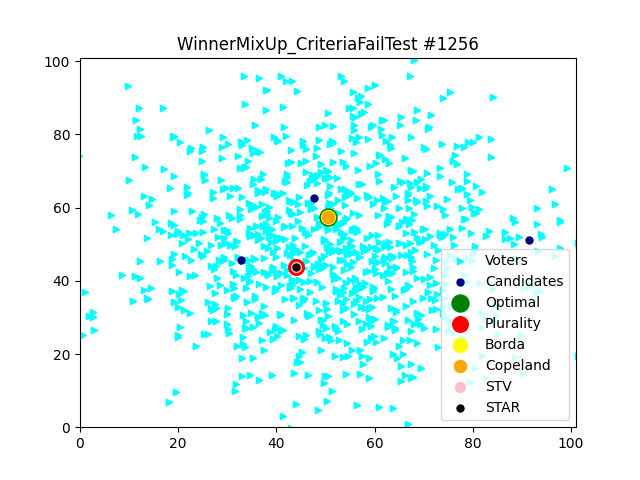 WinnerMixUp_CriteriaFailTest #1256
100
80
60
40
20
0
0 20 40 60 80 100
Voters
Candidates
Optimal
Plurality
Borda
Copeland
STV
STAR